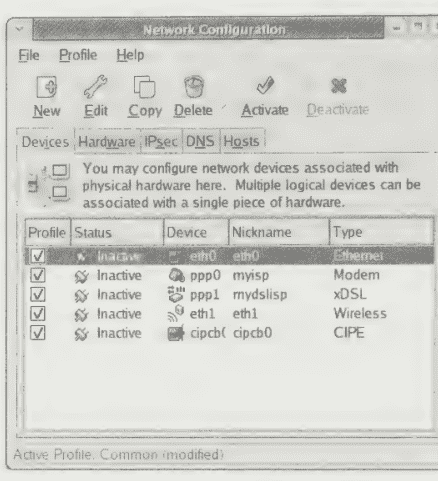 Network Configuration
File Profile Help
New Edit Copy Delete Activate Deactivate
Devices Hardware IPsec DNS Hosts
You may configure network devices associated with
physical hardware here. Multiple logical devices can be
associated with a single piece of hardware.
Profile Status Device Nickname Type
Inactive eth0 eth0 Ethernet
Inactive ppp0 myisp Modem
Inactive ppp1 mydslisp xDSL
Inactive eth1 eth1 Wireless
Inactive cipcb( cipcb0 CIPE
Active Profile: Common (modified)